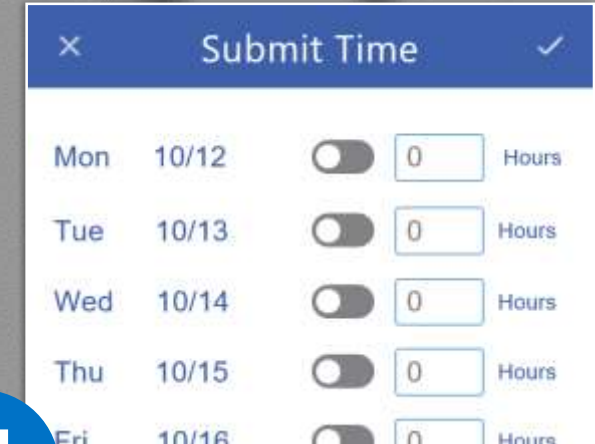 × Submit Time ✓
Mon 10/12 0 Hours
Tue 10/13 0 Hours
Wed 10/14 0 Hours
Thu 10/15 0 Hours
Fri 10/16 0 Hours